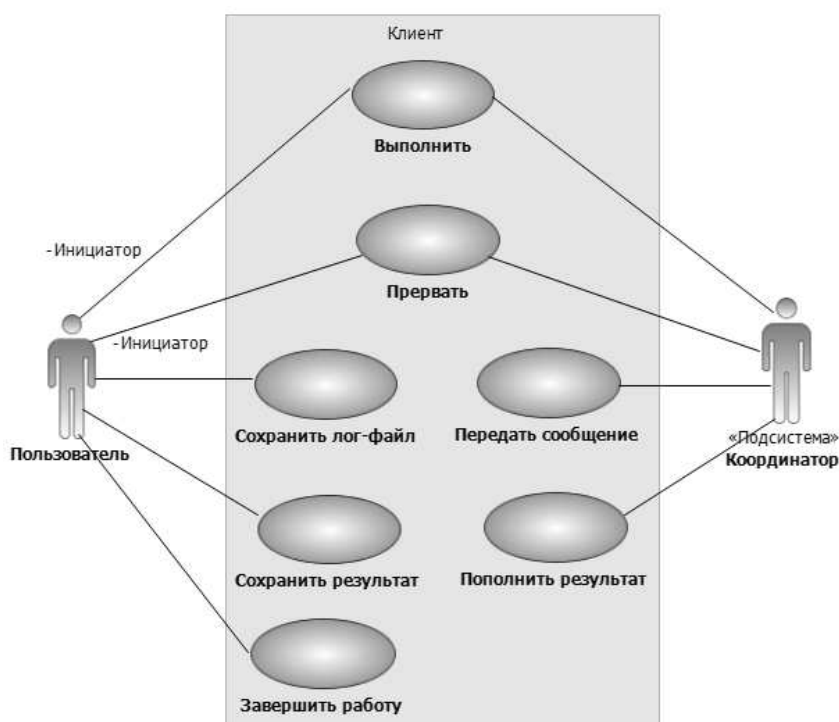 Клиент
Выполнить
-Инициатор
Прервать
-Инициатор
Сохранить лог-файл
Передать сообщение
Пользователь
«Подсистема»
Координатор
Сохранить результат
Пополнить результат
Завершить работу